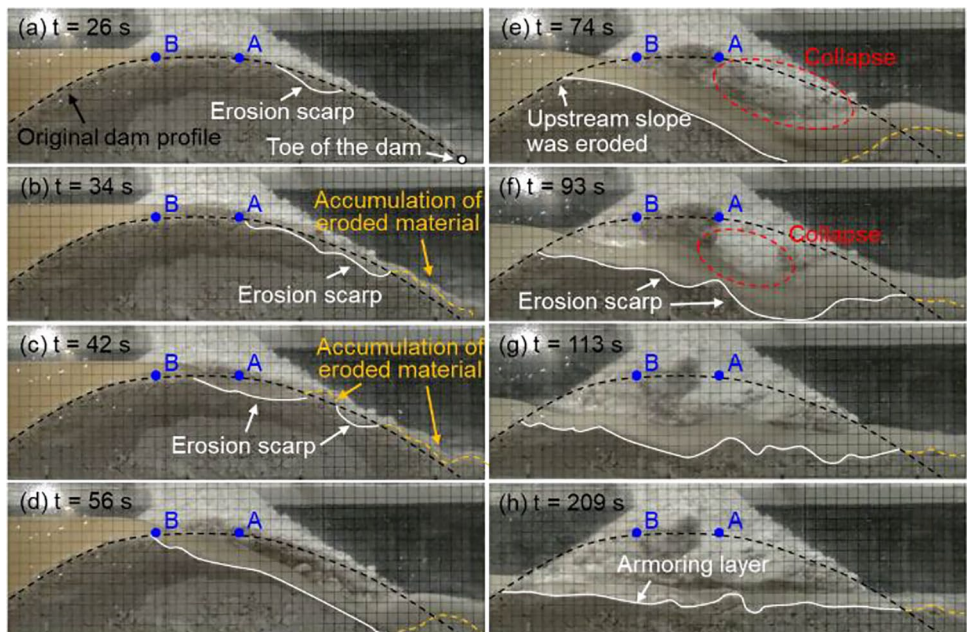 (a) t = 26 s
B
A
Erosion scarp
Original dam profile
Toe of the dam
(b) t = 34 s
B
A
Accumulation of
eroded material
Erosion scarp
(c) t = 42 s
B
A
Accumulation of
eroded material
Erosion scarp
(d) t = 56 s
B
A
(e) t = 74 s
B
A
Collapse
Upstream slope
was eroded
(f) t = 93 s
B
A
Collapse
Erosion scarp
(g) t = 113 s
B
A
(h) t = 209 s
B
A
Armoring layer